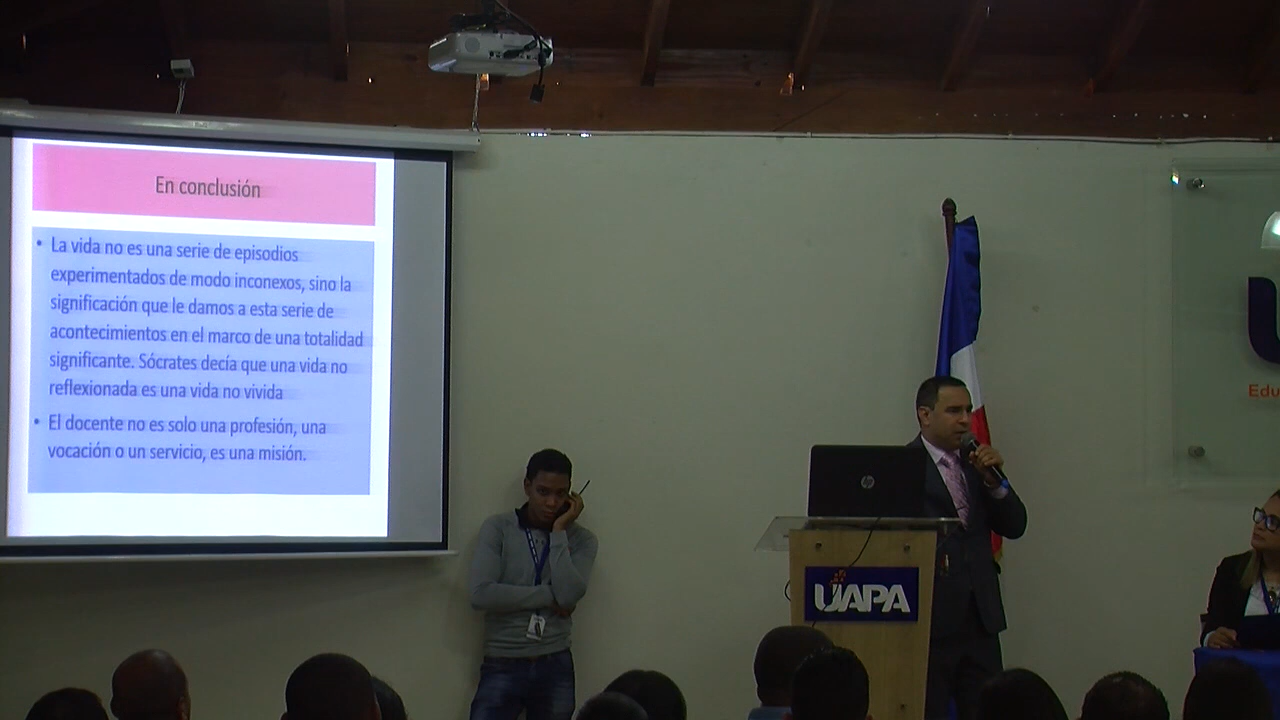 En conclusión
• La vida no es una serie de episodios
experimentados de modo inconexos, sino la
significación que le damos a esta serie de
acontecimientos en el marco de una totalidad
significante. Sócrates decía que una vida no
reflexionada es una vida no vivida
• El docente no es solo una profesión, una
vocación o un servicio, es una misión.
hp
UAPA
U
Edu